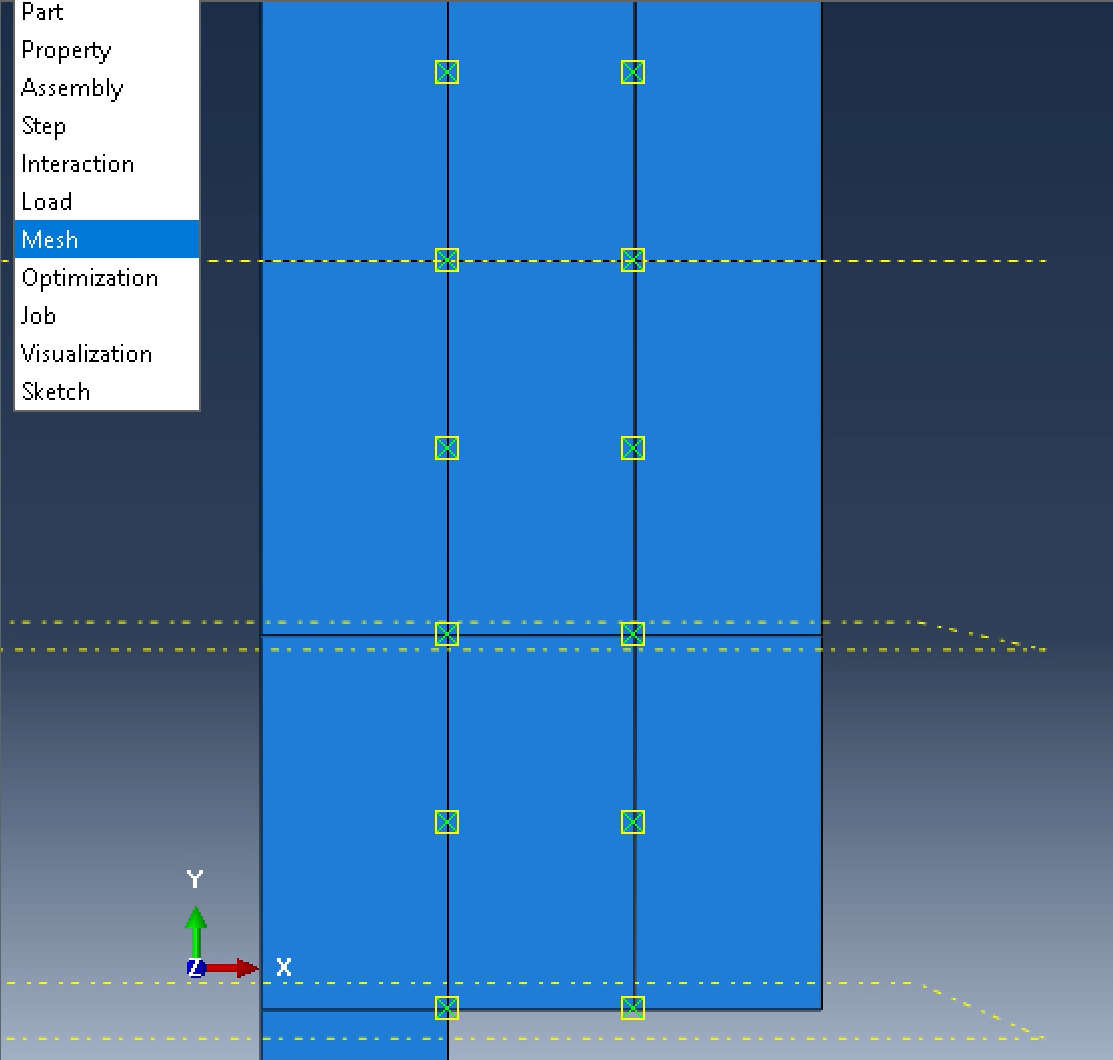 Part
Property
Assembly
Step
Interaction
Load
Mesh
Optimization
Job
Visualization
Sketch
Y
Z
X